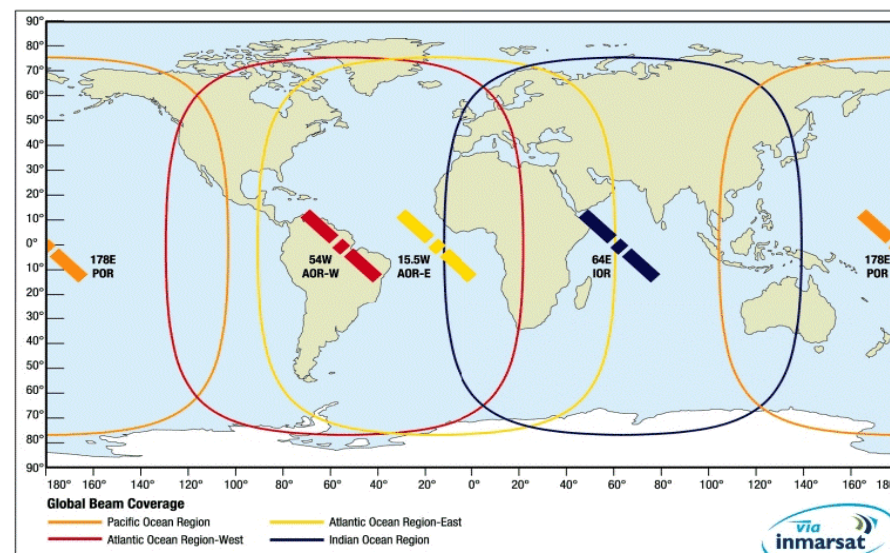 90°
80°
70°
60°
50°
40°
30°
20°
10°
0°
10°
20°
30°
40°
50°
60°
70°
80°
90°
178E
POR
54W
AOR-W
15.5W
AOR-E
64E
IOR
178E
POR
180° 160° 140° 120° 100° 80° 60° 40° 20° 0° 20° 40° 60° 80° 100° 120° 140° 160° 180
Global Beam Coverage
Pacific Ocean Region
Atlantic Ocean Region-East
Atlantic Ocean Region-West
Indian Ocean Region
via
inmarsat